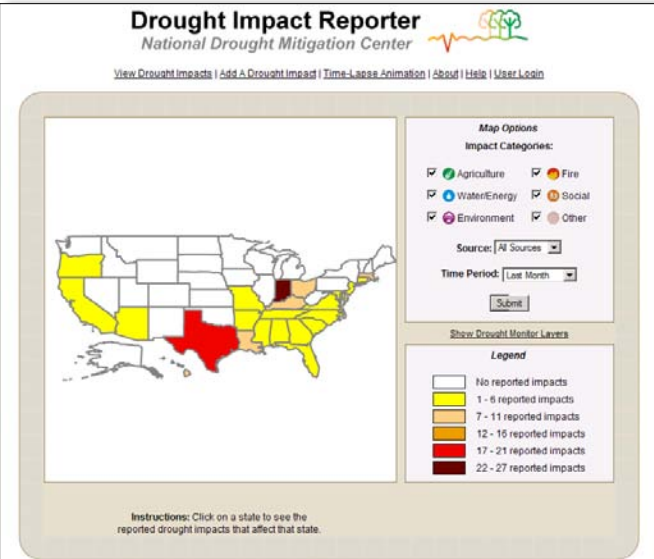 Drought Impact Reporter
National Drought Mitigation Center
View Drought Impacts | Add A Drought Impact | Time-Lapse Animation | About | Help | User Login
Map Options
Impact Categories:
Agriculture Fire
Water/Energy Social
Environment Other
Source: All Sources
Time Period: Last Month
Submit
Show Drought Monitor Layers
Legend
No reported impacts
1 - 6 reported impacts
7 - 11 reported impacts
12 - 16 reported impacts
17 - 21 reported impacts
22 - 27 reported impacts
Instructions: Click on a state to see the
reported drought impacts that affect that state.